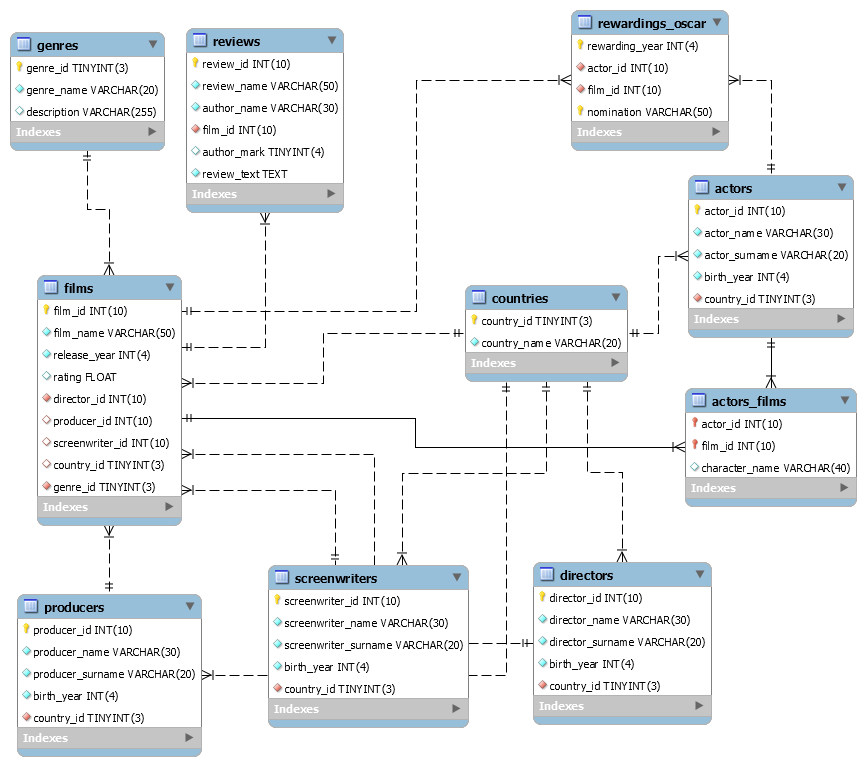 genres
genre_id TINYINT(3)
genre_name VARCHAR(20)
description VARCHAR(255)
Indexes
reviews
review_id INT(10)
review_name VARCHAR(50)
author_name VARCHAR(30)
film_id INT(10)
author_mark TINYINT(4)
review_text TEXT
Indexes
rewardings_oscar
rewarding_year INT(4)
actor_id INT(10)
film_id INT(10)
nomination VARCHAR(50)
Indexes
actors
actor_id INT(10)
actor_name VARCHAR(30)
actor_surname VARCHAR(20)
birth_year INT(4)
country_id TINYINT(3)
Indexes
films
film_id INT(10)
film_name VARCHAR(50)
release_year INT(4)
rating FLOAT
director_id INT(10)
producer_id INT(10)
screenwriter_id INT(10)
country_id TINYINT(3)
genre_id TINYINT(3)
Indexes
countries
country_id TINYINT(3)
country_name VARCHAR(20)
Indexes
actors_films
actor_id INT(10)
film_id INT(10)
character_name VARCHAR(40)
Indexes
producers
producer_id INT(10)
producer_name VARCHAR(30)
producer_surname VARCHAR(20)
birth_year INT(4)
country_id TINYINT(3)
Indexes
screenwriters
screenwriter_id INT(10)
screenwriter_name VARCHAR(30)
screenwriter_surname VARCHAR(20)
birth_year INT(4)
country_id TINYINT(3)
Indexes
directors
director_id INT(10)
director_name VARCHAR(30)
director_surname VARCHAR(20)
birth_year INT(4)
country_id TINYINT(3)
Indexes